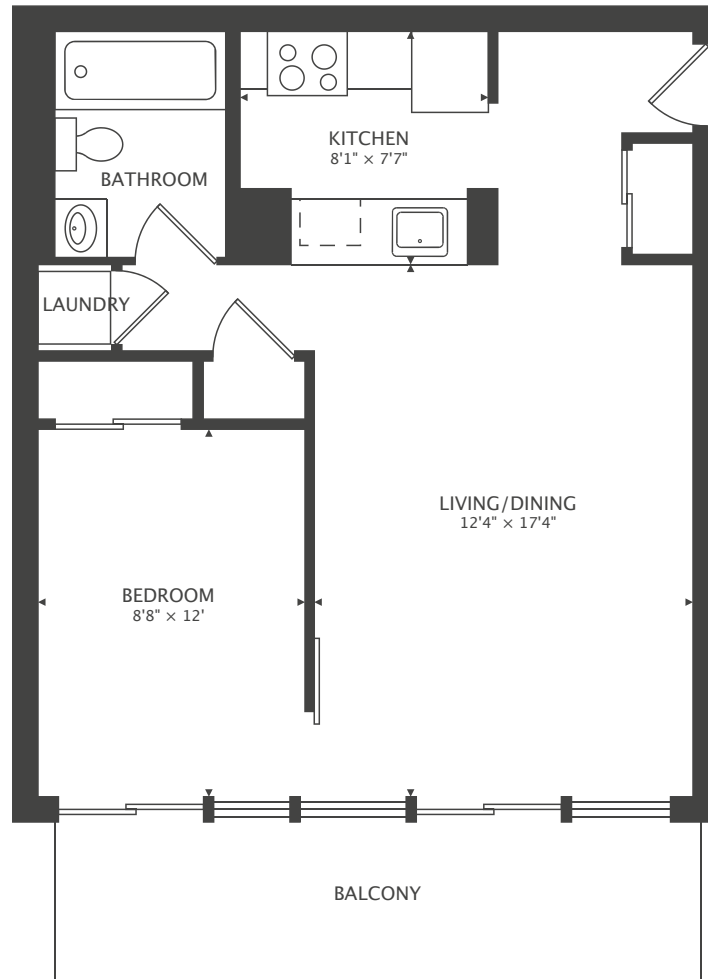 KITCHEN
8'1" × 7'7"
BATHROOM
LAUNDRY
LIVING/DINING
12'4" × 17'4"
BEDROOM
8'8" × 12'
BALCONY